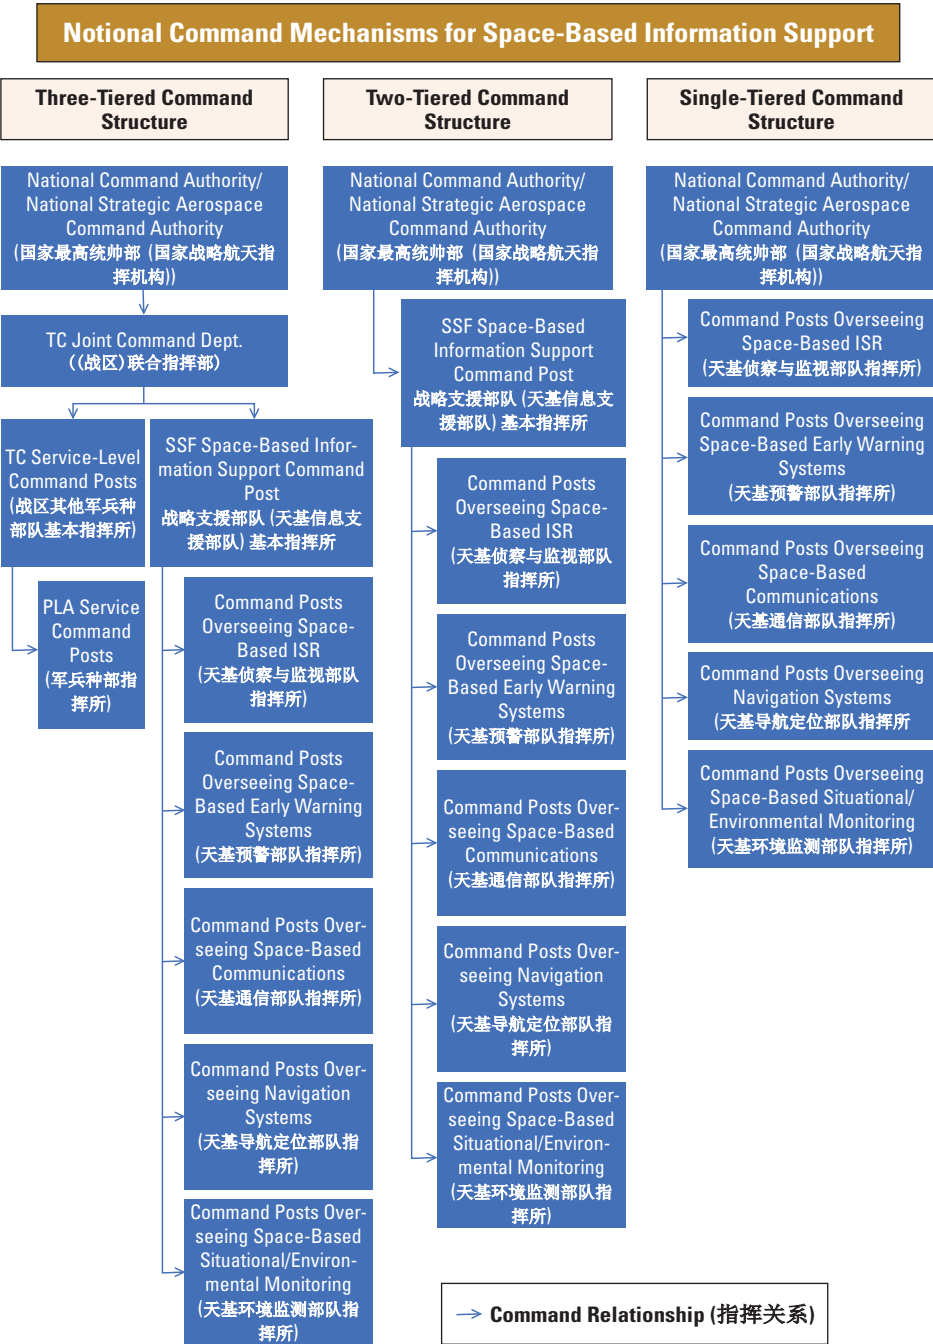 Notional Command Mechanisms for Space-Based Information Support
Three-Tiered Command
Structure
National Command Authority/
National Strategic Aerospace
Command Authority
(国家最高统帅部 (国家战略航天指
挥机构))
TC Joint Command Dept.
((战区)联合指挥部)
TC Service-Level
Command Posts
(战区其他军兵种
部队基本指挥所)
PLA Service
Command
Posts
(军兵种部指
挥所)
SSF Space-Based Infor-
mation Support Command
Post
战略支援部队 (天基信息支
援部队) 基本指挥所
Command Posts
Overseeing Space-
Based ISR
(天基侦察与监视部队
指挥所)
Command Posts
Overseeing Space-
Based Early Warning
Systems
(天基预警部队指挥所)
Command Posts Over-
seeing Space-Based
Communications
(天基通信部队指挥所)
Command Posts Over-
seeing Navigation
Systems
(天基导航定位部队指
挥所)
Command Posts Over-
seeing Space-Based
Situational/Environ-
mental Monitoring
(天基环境监测部队指
挥所)
Two-Tiered Command
Structure
National Command Authority/
National Strategic Aerospace
Command Authority
(国家最高统帅部 (国家战略航天指
挥机构))
SSF Space-Based
Information Support
Command Post
战略支援部队 (天基信息支
援部队) 基本指挥所
Command Posts
Overseeing Space-
Based ISR
(天基侦察与监视部队
指挥所)
Command Posts
Overseeing Space-
Based Early Warning
Systems
(天基预警部队指挥所)
Command Posts Over-
seeing Space-Based
Communications
(天基通信部队指挥所)
Command Posts Over-
seeing Navigation
Systems
(天基导航定位部队指
挥所)
Command Posts Over-
seeing Space-Based
Situational/Environ-
mental Monitoring
(天基环境监测部队指
挥所)
Single-Tiered Command
Structure
National Command Authority/
National Strategic Aerospace
Command Authority
(国家最高统帅部 (国家战略航天指
挥机构))
Command Posts Overseeing
Space-Based ISR
(天基侦察与监视部队指挥所)
Command Posts Overseeing
Space-Based Early Warning
Systems
(天基预警部队指挥所)
Command Posts Overseeing
Space-Based
Communications
(天基通信部队指挥所)
Command Posts Overseeing
Navigation Systems
(天基导航定位部队指挥所
Command Posts Overseeing
Space-Based Situational/
Environmental Monitoring
(天基环境监测部队指挥所)
Command Relationship (指挥关系)